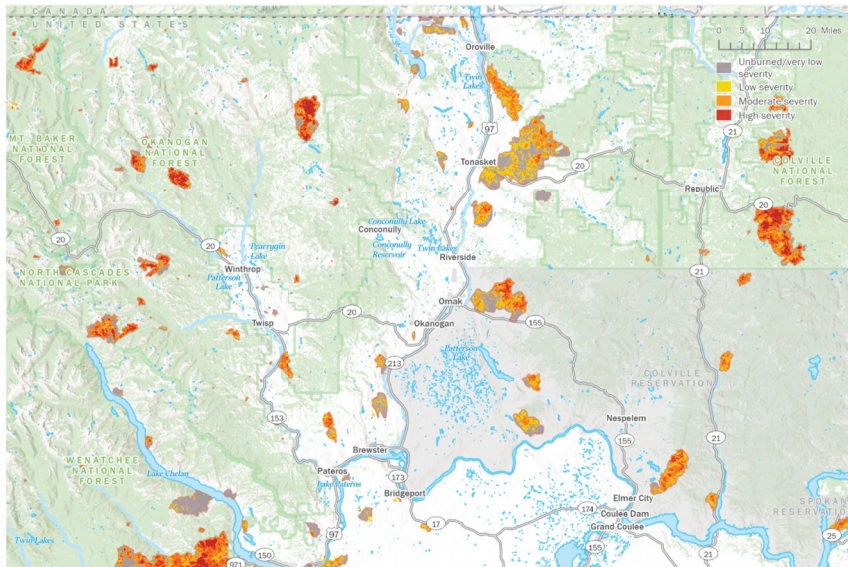 CANADA
UNITED STATES
0 10 20 Miles
Unburned/very low
severity
Low severity
Moderate severity
High severity
Oroville
Twin
Lakes
97
21
MT BAKER
NATIONAL
FOREST
OKANOGAN
NATIONAL
FOREST
Tonasket
20
COLVILLE
NATIONAL
FOREST
Republic
20
20
20
Conconully Lake
Conconully
Conconully
Reservoir
Twin Lakes
Riverside
Pearrygin
Lake
Winthrop
Patterson
Lake
NORTH CASCADES
NATIONAL PARK
21
Omak
Okanogan
155
Twisp
20
Patterson
Lake
213
COLVILLE
RESERVATION
153
Nespelem
155
21
Brewster
WENATCHEE
NATIONAL
FOREST
Lake Chelan
Pateros
Lake Pateros
173
Bridgeport
Elmer City
174
Coulee Dam
Grand Coulee
SPOKAN
RESERVATIO
17
97
25
Twin Lakes
150
971
155
21